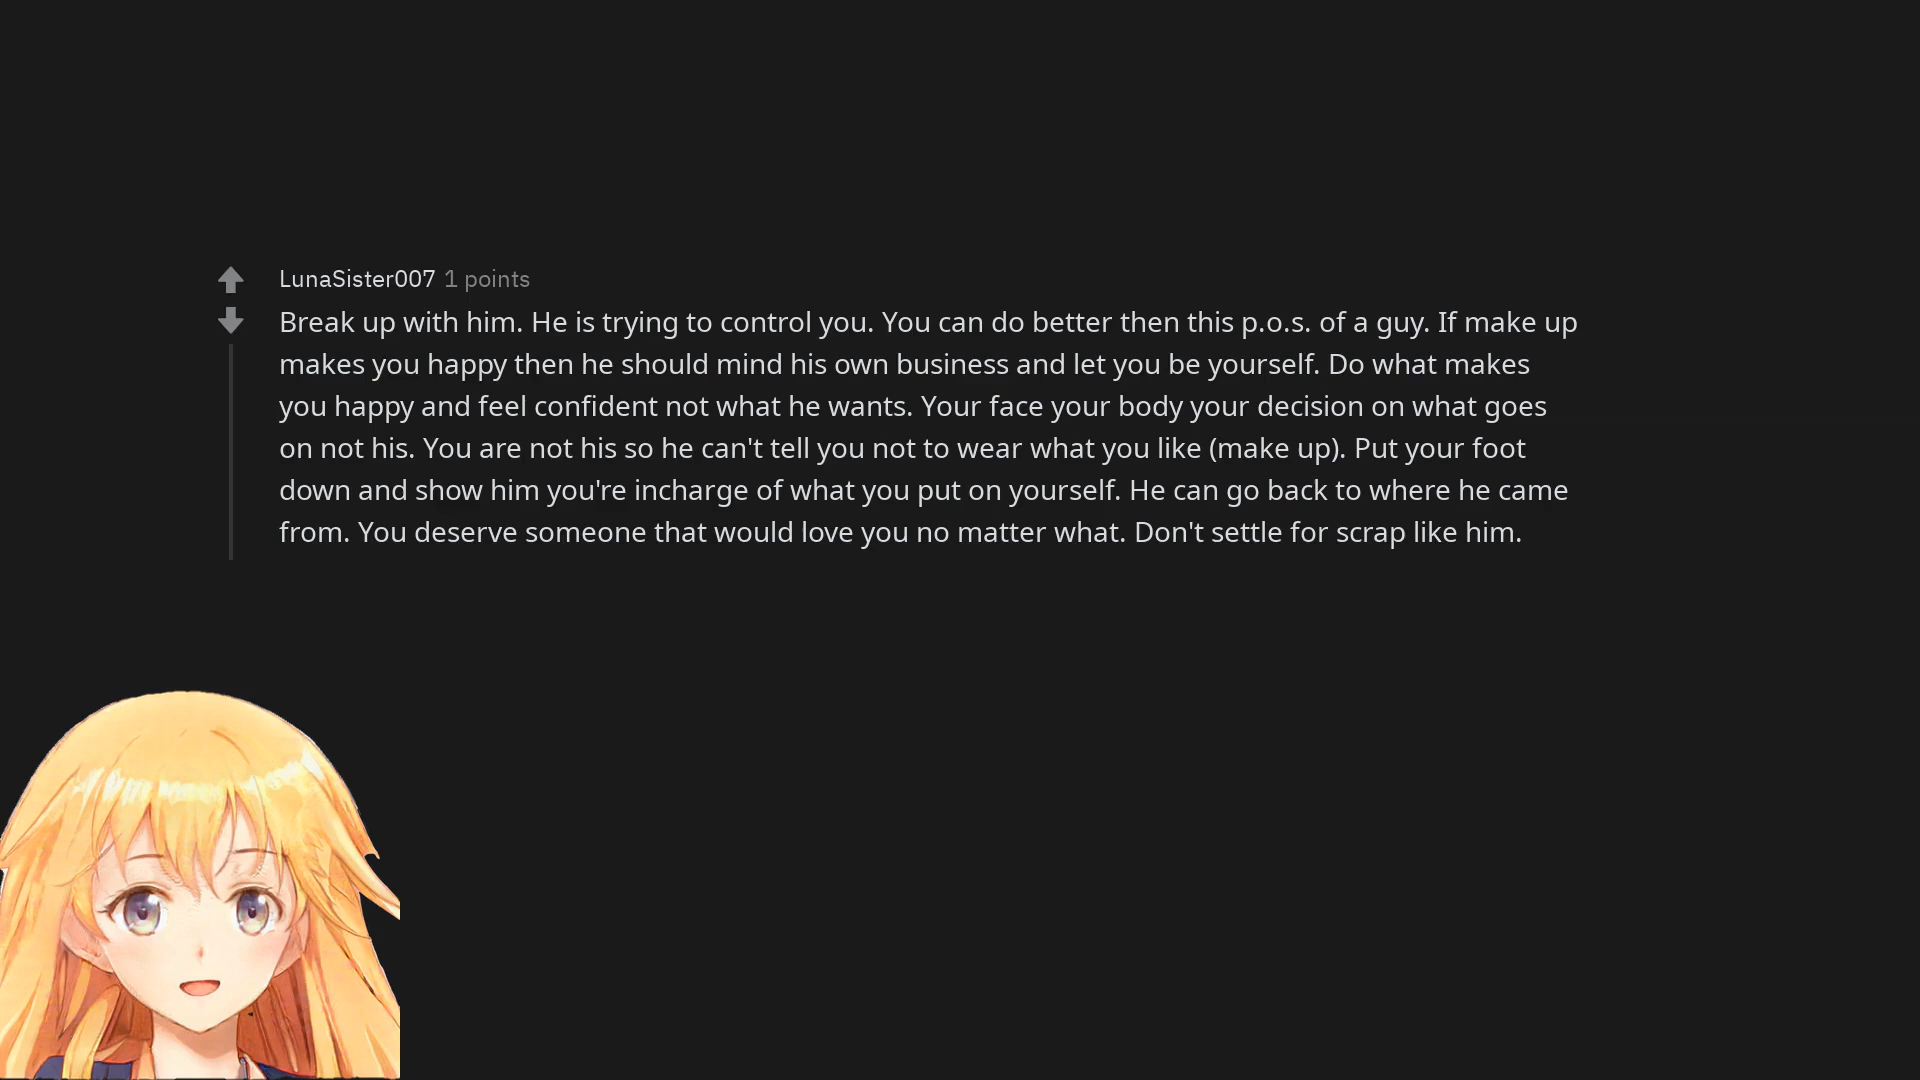 LunaSister007 1 points
Break up with him. He is trying to control you. You can do better then this p.o.s. of a guy. If make up
makes you happy then he should mind his own business and let you be yourself. Do what makes
you happy and feel confident not what he wants. Your face your body your decision on what goes
on not his. You are not his so he can't tell you not to wear what you like (make up). Put your foot
down and show him you're incharge of what you put on yourself. He can go back to where he came
from. You deserve someone that would love you no matter what. Don't settle for scrap like him.